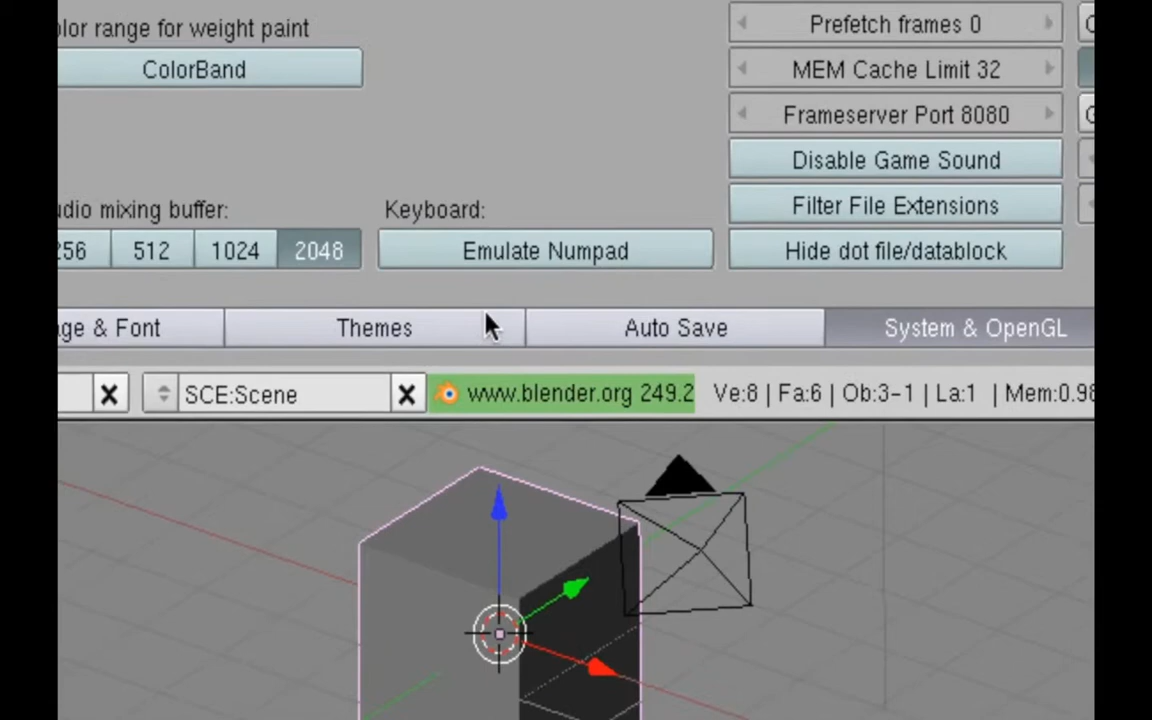 olor range for weight paint
Prefetch frames 0
ColorBand
MEM Cache Limit 32
Frameserver Port 8080
Disable Game Sound
udio mixing buffer:
Keyboard:
Filter File Extensions
256 512 1024 2048
Emulate Numpad
Hide dot file/datablock
ge & Font
Themes
Auto Save
System & OpenGL
SCE:Scene
www.blender.org 249.2
Ve:8 | Fa:6 | Ob:3-1 | La:1 | Mem:0.98